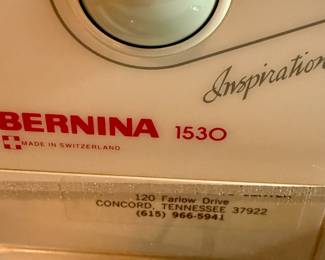 Inspiration
BERNINA 1530
MADE IN SWITZERLAND
120 Farlow Drive
CONCORD, TENNESSEE 37922
(615) 966-5941